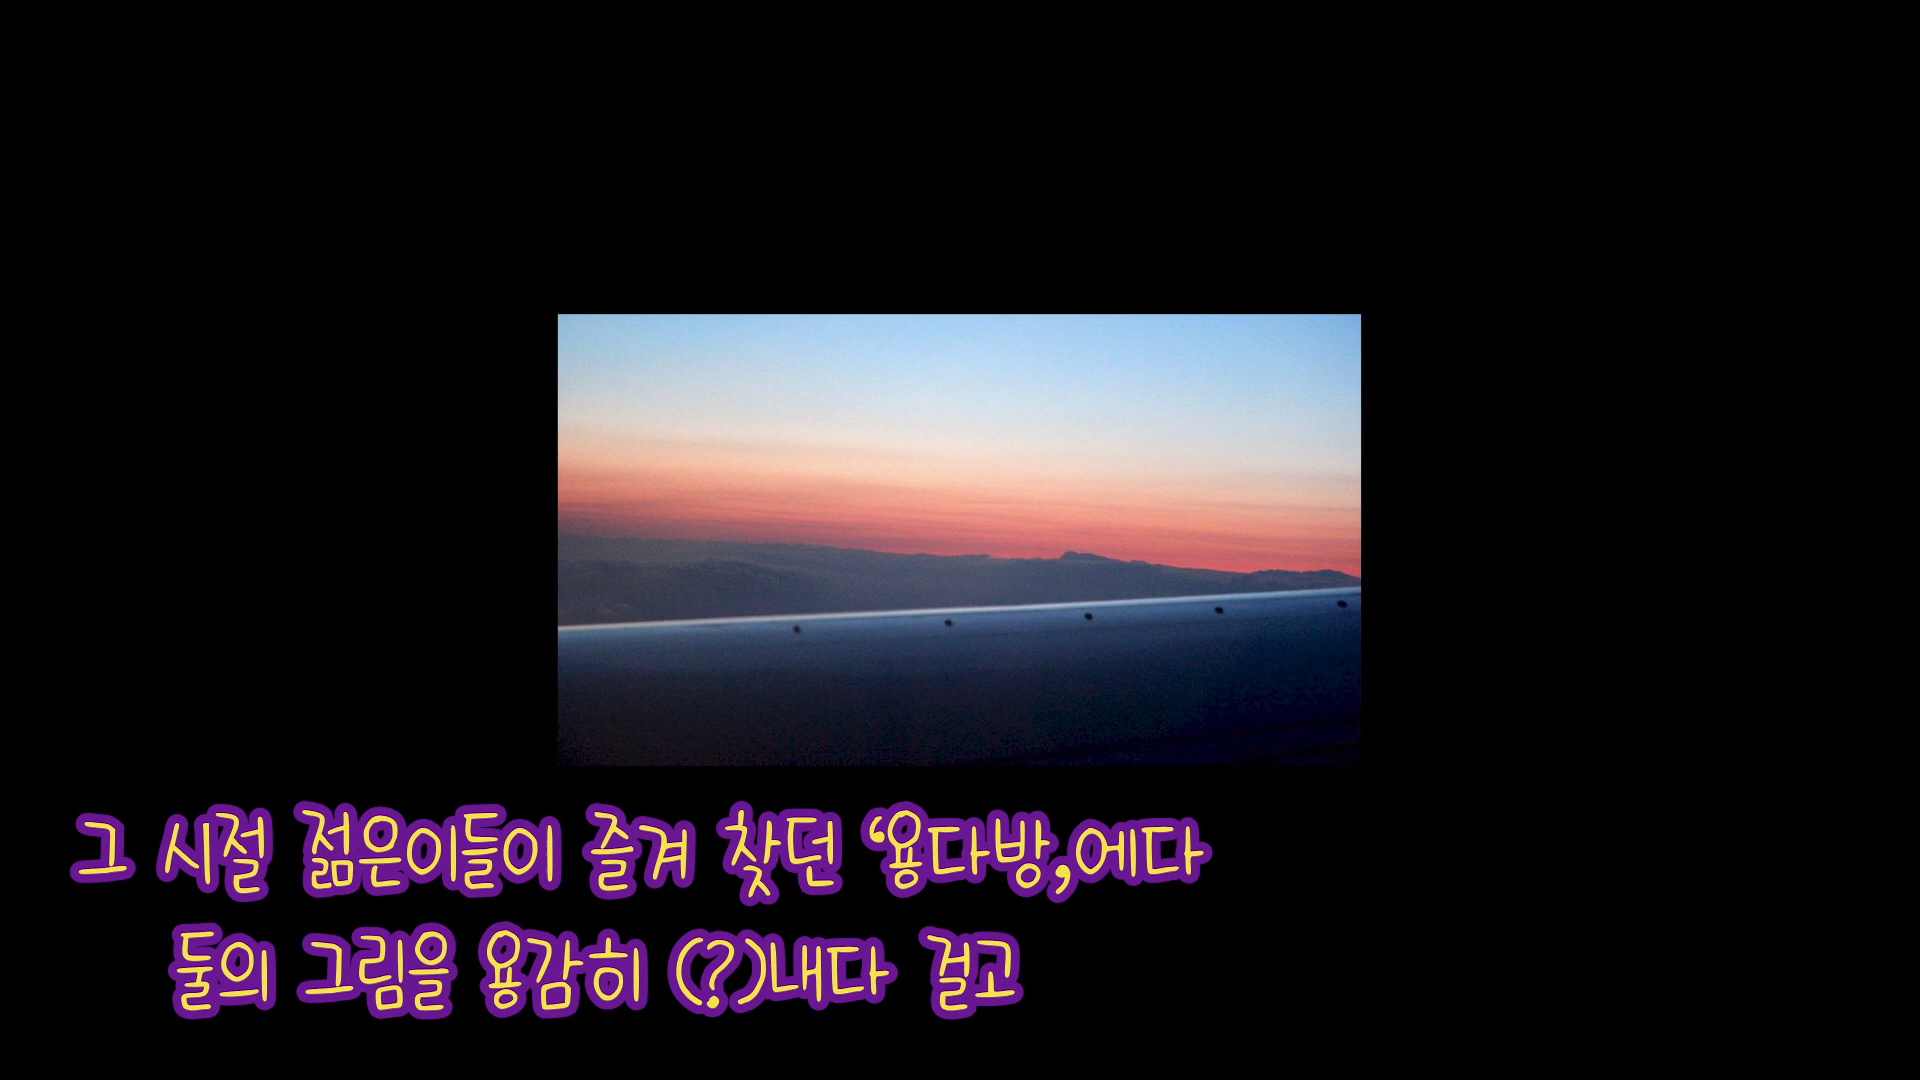 그 시절 젊은이들이 즐겨 찾던 ‘용다방,에다
둘의 그림을 용감히 (?)내다 걸고